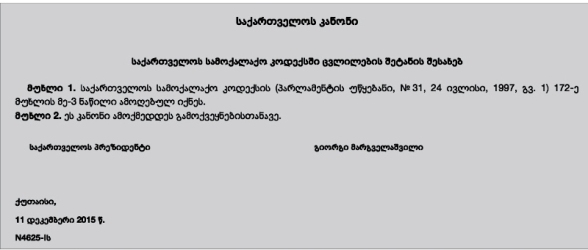 საქართველოს კანონი
საქართველოს სამოქალაქო კოდექსში ცვლილების შეტანის შესახებ
მუხლი 1. საქართველოს სამოქალაქო კოდექსის (პარლამენტის უწყებანი, № 31, 24 ივლისი, 1997, გვ. 1) 172-ე
მუხლის მე-3 ნაწილი ამოღებულ იქნეს.
მუხლი 2. ეს კანონი ამოქმედდეს გამოქვეყნებისთანავე.
საქართველოს პრეზიდენტი გიორგი მარგველაშვილი
ქუთაისი,
11 დეკემბერი 2015 წ.
N4625-Iს